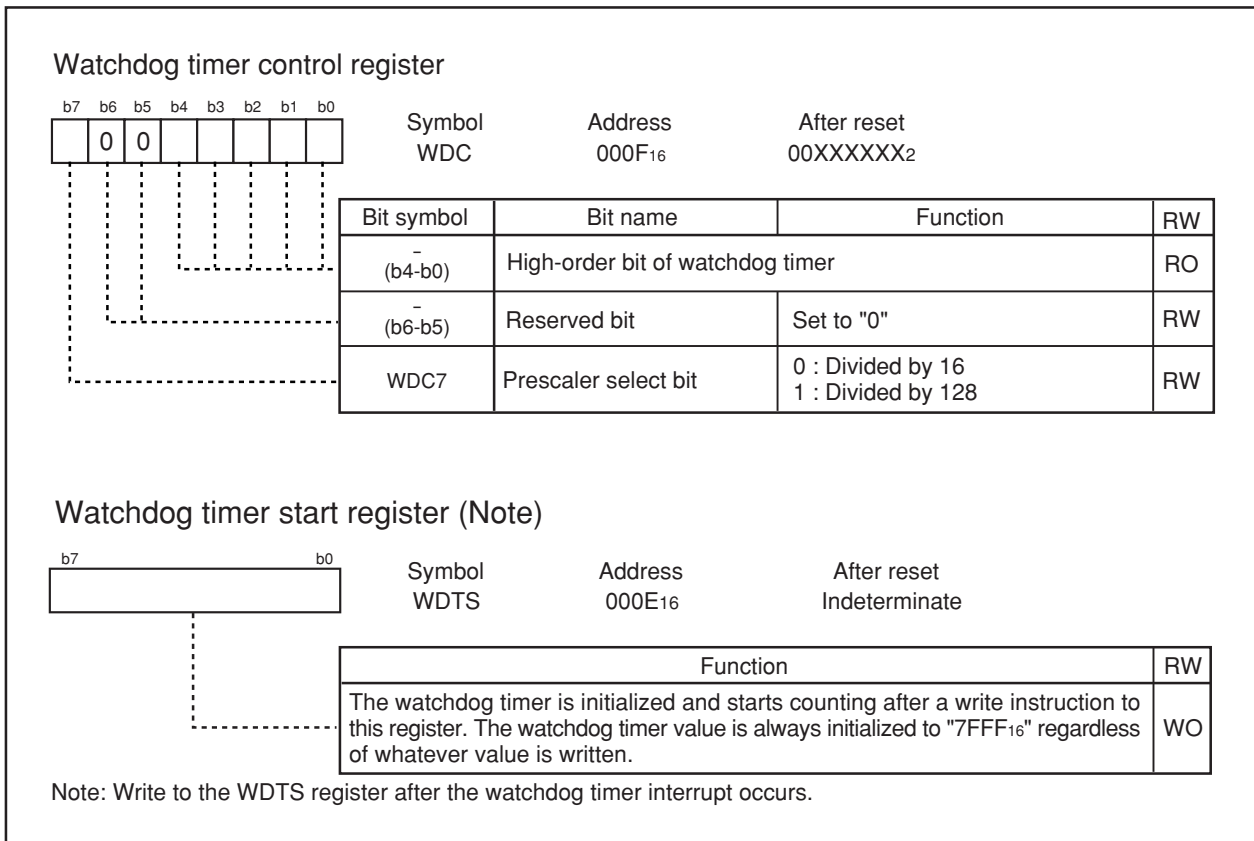 Watchdog timer control register
b7 b6 b5 b4 b3 b2 b1 b0
0 0
Symbol Address After reset
WDC 000F16 00XXXXXX2
Bit symbol Bit name Function RW
–
(b4-b0) High-order bit of watchdog timer RO
–
(b6-b5) Reserved bit Set to "0" RW
WDC7 Prescaler select bit 0 : Divided by 16
1 : Divided by 128 RW
Watchdog timer start register (Note)
b7 b0
Symbol Address After reset
WDTS 000E16 Indeterminate
Function RW
The watchdog timer is initialized and starts counting after a write instruction to
this register. The watchdog timer value is always initialized to "7FFF16" regardless
of whatever value is written. WO
Note: Write to the WDTS register after the watchdog timer interrupt occurs.